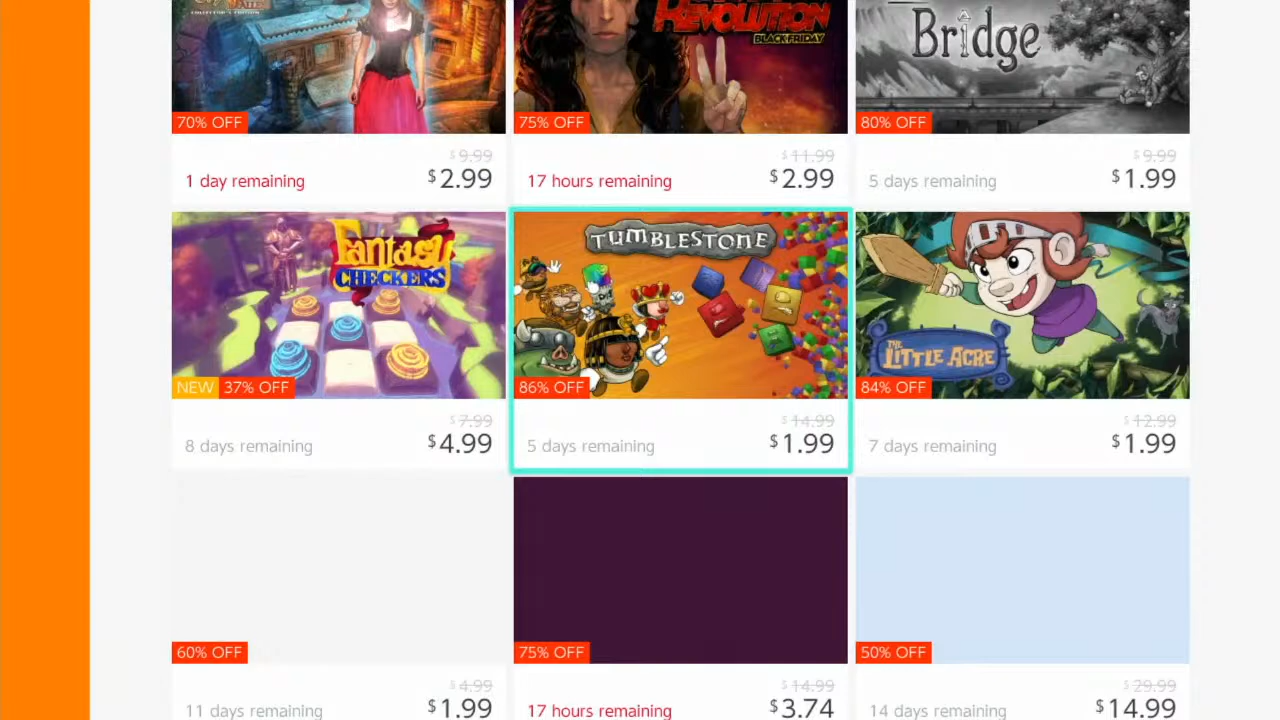 COLLECTOR'S EDITION
REVOLUTION
BLACK FRIDAY
Bridge
70% OFF
75% OFF
80% OFF
$9.99
$11.99
$9.99
1 day remaining
$2.99
17 hours remaining
$2.99
5 days remaining
$1.99
Fantasy
CHECKERS
TUMBLESTONE
THE
LITTLE ACRE
NEW 37% OFF
86% OFF
84% OFF
$7.99
$14.99
$12.99
8 days remaining
$4.99
5 days remaining
$1.99
7 days remaining
$1.99
60% OFF
75% OFF
50% OFF
$4.99
$14.99
$29.99
11 days remaining
$1.99
17 hours remaining
$3.74
14 days remaining
$14.99